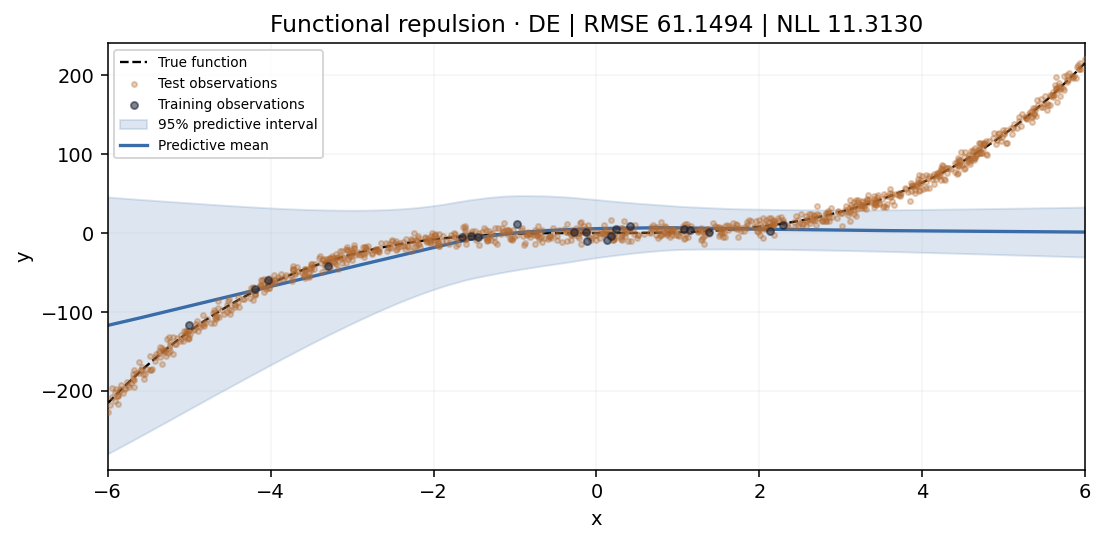 Functional repulsion · DE | RMSE 61.1494 | NLL 11.3130
True function
Test observations
Training observations
95% predictive interval
Predictive mean
y
200
100
0
−100
−200
−6
−4
−2
0
2
4
6
x